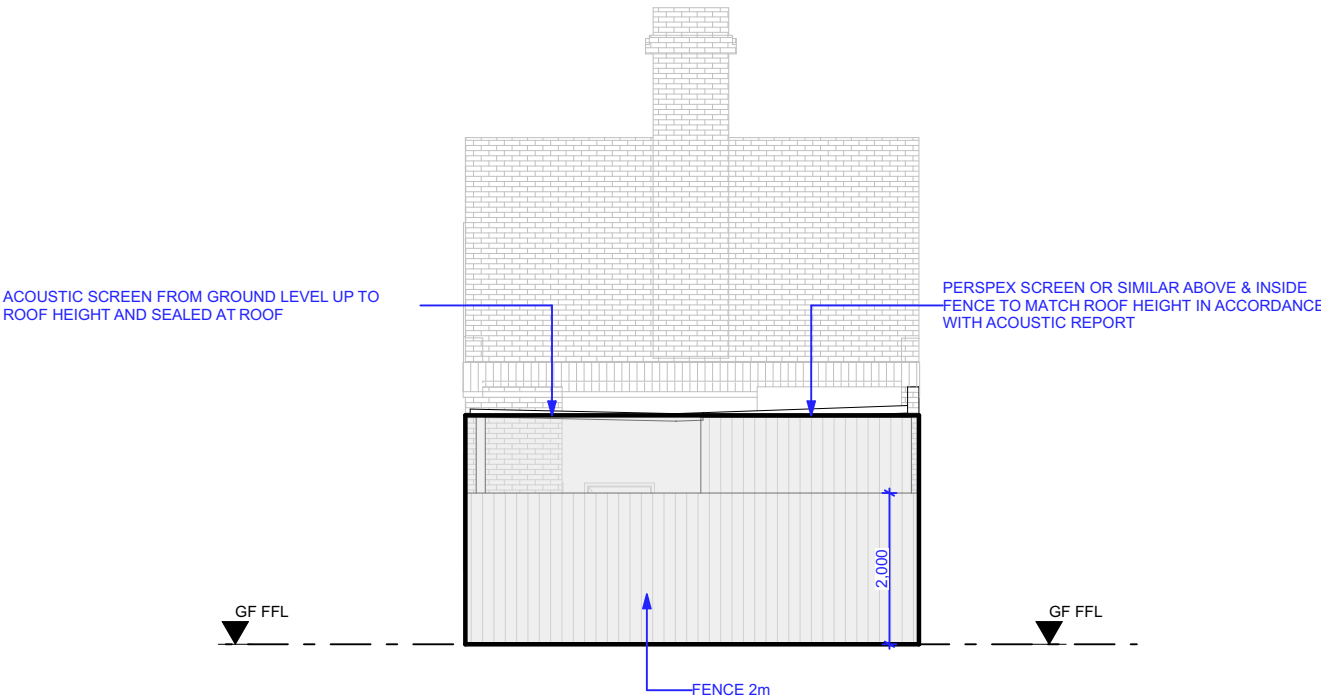 ACOUSTIC SCREEN FROM GROUND LEVEL UP TO
ROOF HEIGHT AND SEALED AT ROOF
PERSPEX SCREEN OR SIMILAR ABOVE & INSIDE
FENCE TO MATCH ROOF HEIGHT IN ACCORDANCE
WITH ACOUSTIC REPORT
2,000
GF FFL
GF FFL
FENCE 2m